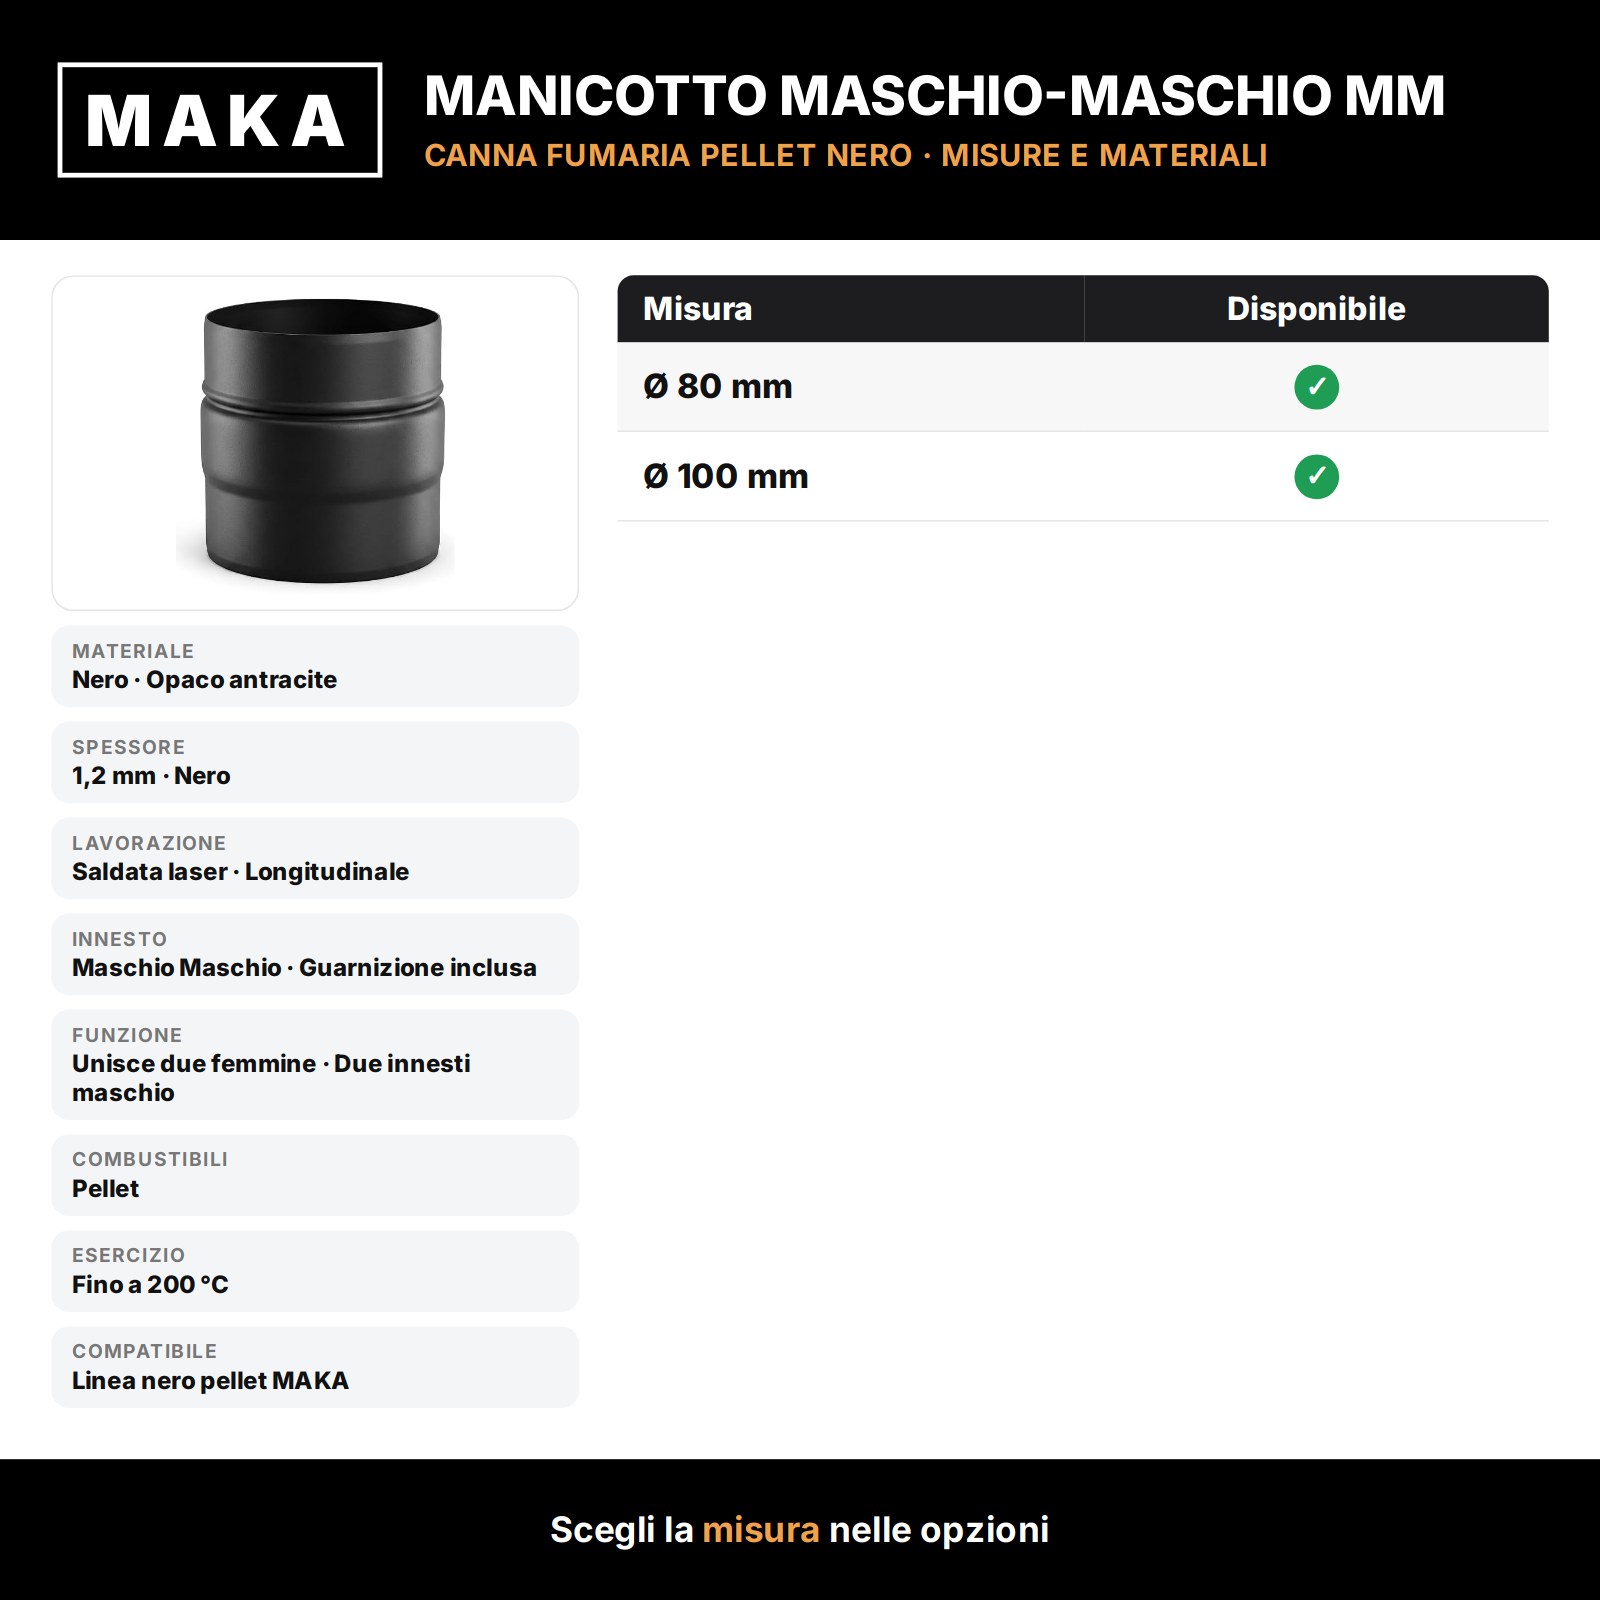 MAKA
MANICOTTO MASCHIO-MASCHIO MM
CANNA FUMARIA PELLET NERO · MISURE E MATERIALI
Misura Disponibile
Ø 80 mm ✓
Ø 100 mm ✓
MATERIALE
Nero · Opaco antracite
SPESSORE
1,2 mm · Nero
LAVORAZIONE
Saldata laser · Longitudinale
INNESTO
Maschio Maschio · Guarnizione inclusa
FUNZIONE
Unisce due femmine · Due innesti
maschio
COMBUSTIBILI
Pellet
ESERCIZIO
Fino a 200 °C
COMPATIBILE
Linea nero pellet MAKA
Scegli la misura nelle opzioni